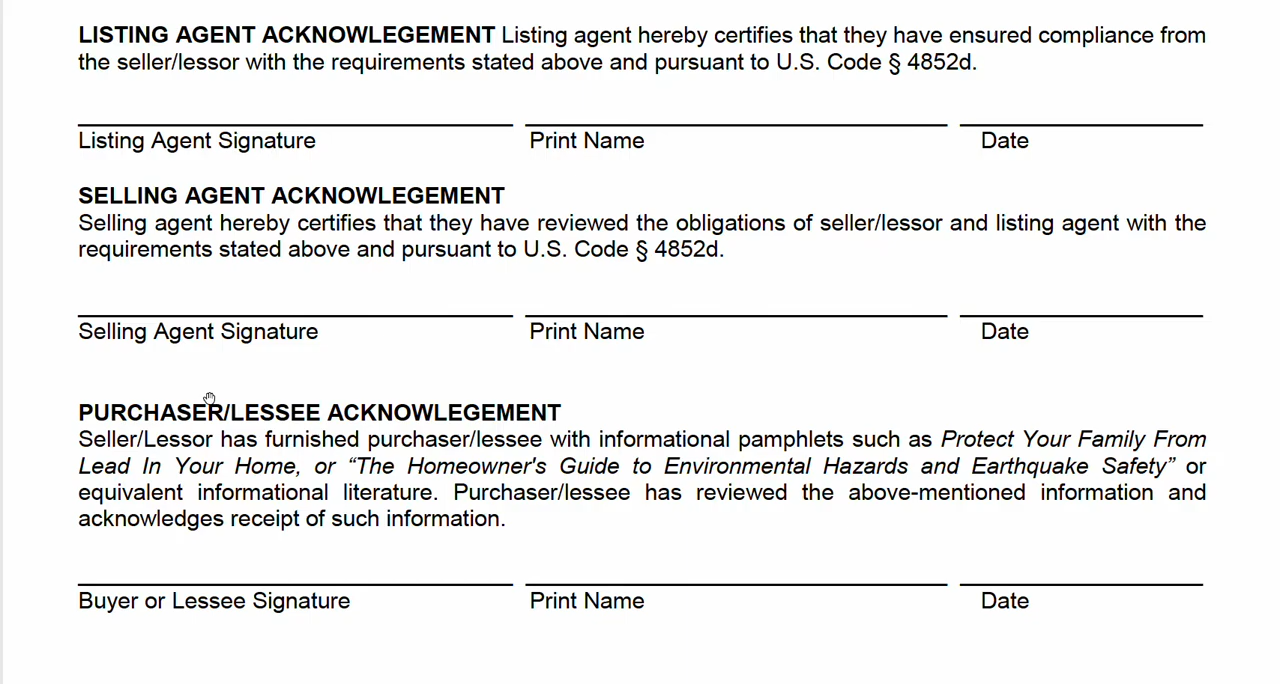 LISTING AGENT ACKNOWLEGEMENT Listing agent hereby certifies that they have ensured compliance from
the seller/lessor with the requirements stated above and pursuant to U.S. Code § 4852d.
Listing Agent Signature Print Name Date
SELLING AGENT ACKNOWLEGEMENT
Selling agent hereby certifies that they have reviewed the obligations of seller/lessor and listing agent with the
requirements stated above and pursuant to U.S. Code § 4852d.
Selling Agent Signature Print Name Date
PURCHASER/LESSEE ACKNOWLEGEMENT
Seller/Lessor has furnished purchaser/lessee with informational pamphlets such as Protect Your Family From
Lead In Your Home, or “The Homeowner's Guide to Environmental Hazards and Earthquake Safety” or
equivalent informational literature. Purchaser/lessee has reviewed the above-mentioned information and
acknowledges receipt of such information.
Buyer or Lessee Signature Print Name Date